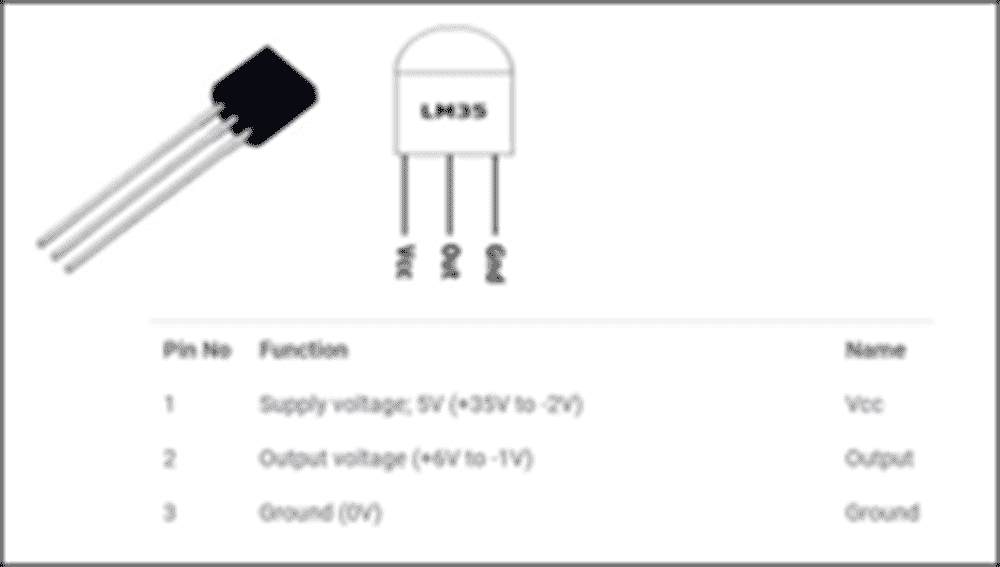 LM35
Vcc Out Gnd
Pin No Function Name
1 Supply voltage; 5V (+35V to -2V) Vcc
2 Output voltage (+6V to -1V) Output
3 Ground (0V) Ground